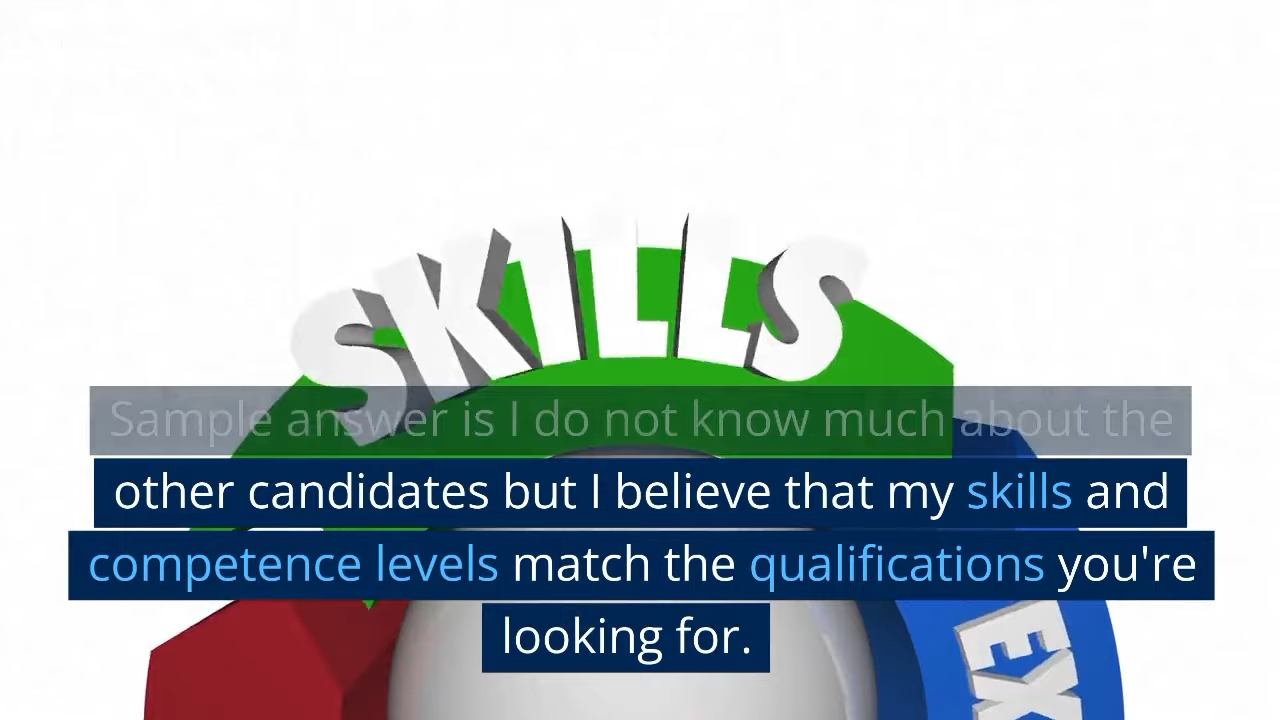 SKILLS
Sample answer is I do not know much about the
other candidates but I believe that my skills and
competence levels match the qualifications you're
looking for.
EX